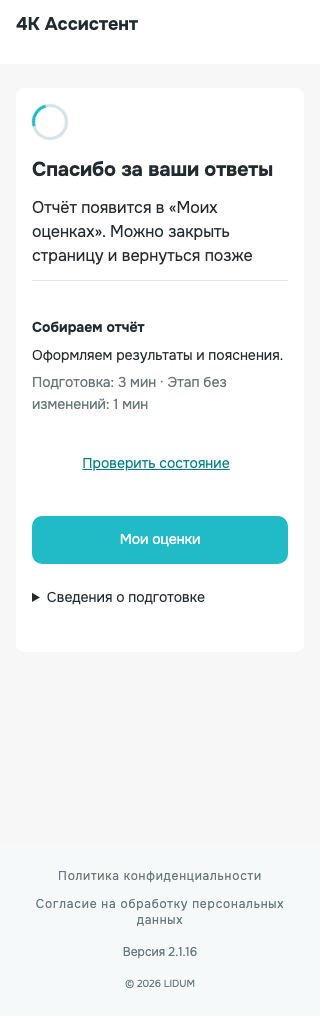 4К Ассистент
Спасибо за ваши ответы
Отчёт появится в «Моих
оценках». Можно закрыть
страницу и вернуться позже
Собираем отчёт
Оформляем результаты и пояснения.
Подготовка: 3 мин · Этап без
изменений: 1 мин
Проверить состояние
Мои оценки
Сведения о подготовке
Политика конфиденциальности
Согласие на обработку персональных
данных
Версия 2.1.16
© 2026 LIDUM